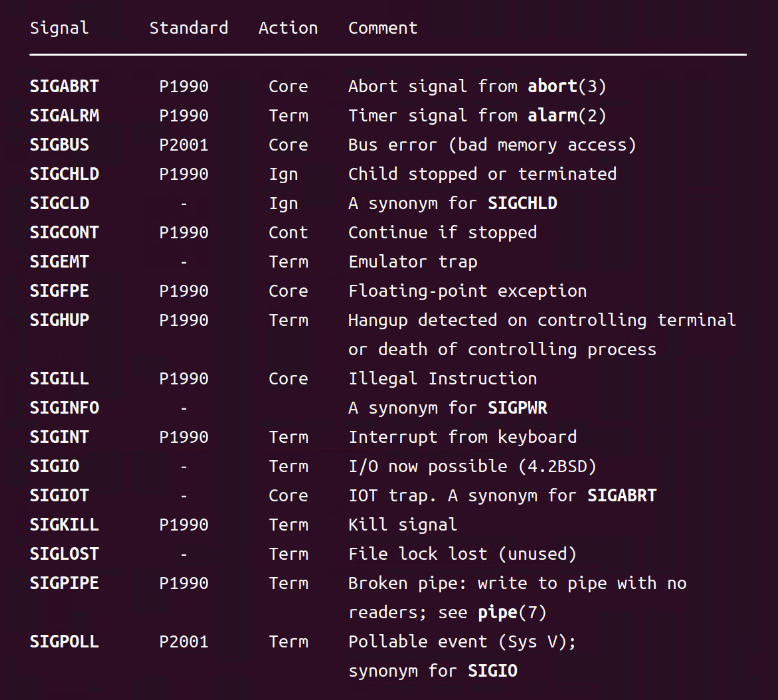 Signal Standard Action Comment
SIGABRT P1990 Core Abort signal from abort(3)
SIGALRM P1990 Term Timer signal from alarm(2)
SIGBUS P2001 Core Bus error (bad memory access)
SIGCHLD P1990 Ign Child stopped or terminated
SIGCLD - Ign A synonym for SIGCHLD
SIGCONT P1990 Cont Continue if stopped
SIGEMT - Term Emulator trap
SIGFPE P1990 Core Floating-point exception
SIGHUP P1990 Term Hangup detected on controlling terminal
or death of controlling process
SIGILL P1990 Core Illegal Instruction
SIGINFO - A synonym for SIGPWR
SIGINT P1990 Term Interrupt from keyboard
SIGIO - Term I/O now possible (4.2BSD)
SIGIOT - Core IOT trap. A synonym for SIGABRT
SIGKILL P1990 Term Kill signal
SIGLOST - Term File lock lost (unused)
SIGPIPE P1990 Term Broken pipe: write to pipe with no
readers; see pipe(7)
SIGPOLL P2001 Term Pollable event (Sys V);
synonym for SIGIO